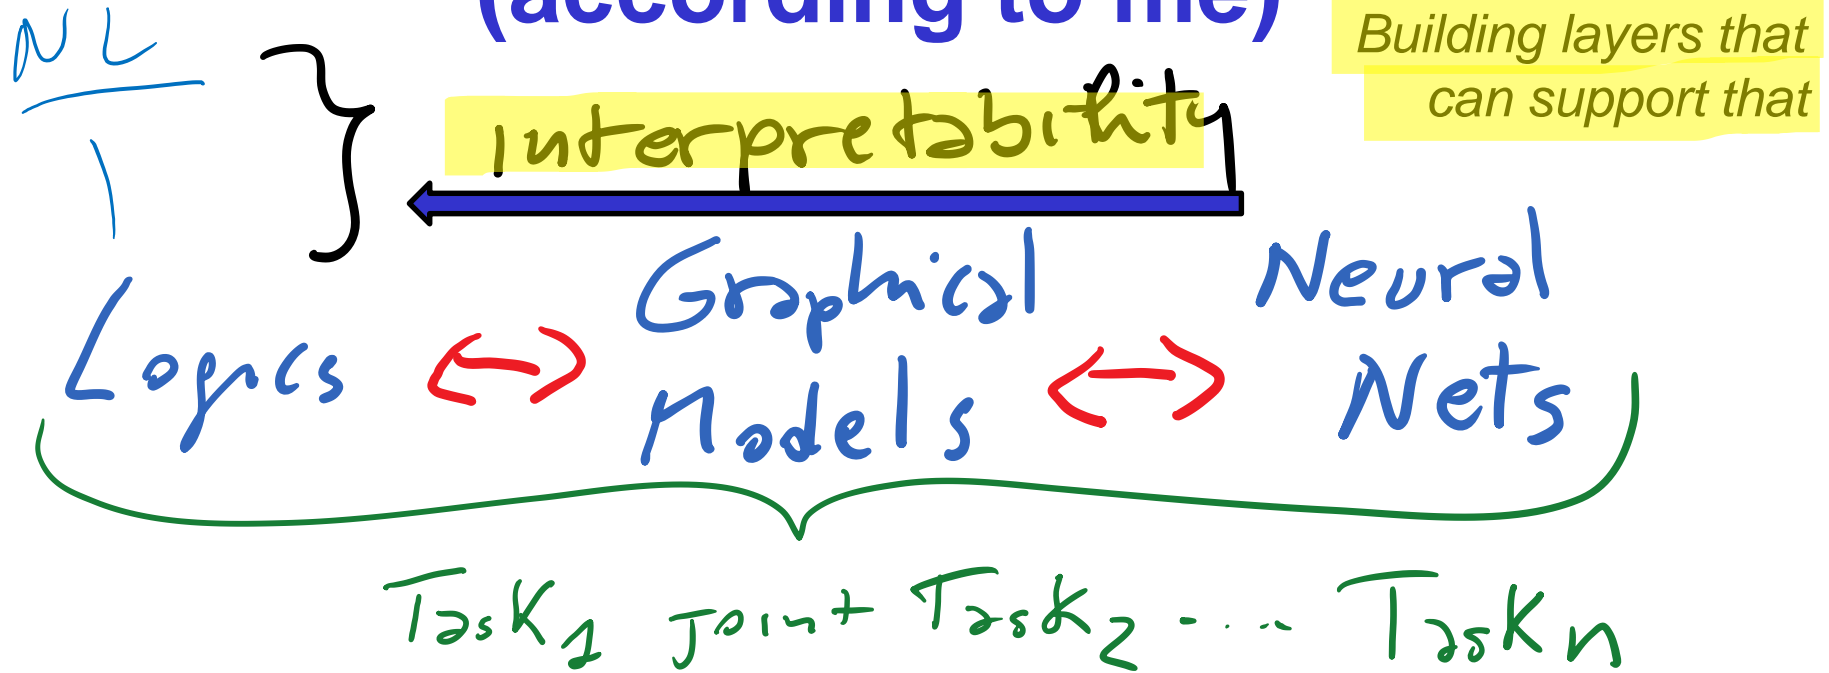 (according to me)
Building layers that
can support that
NL
interpretability
Logics
Graphical
Models
Neural
Nets
Task1 joint Task2 ..... Taskn